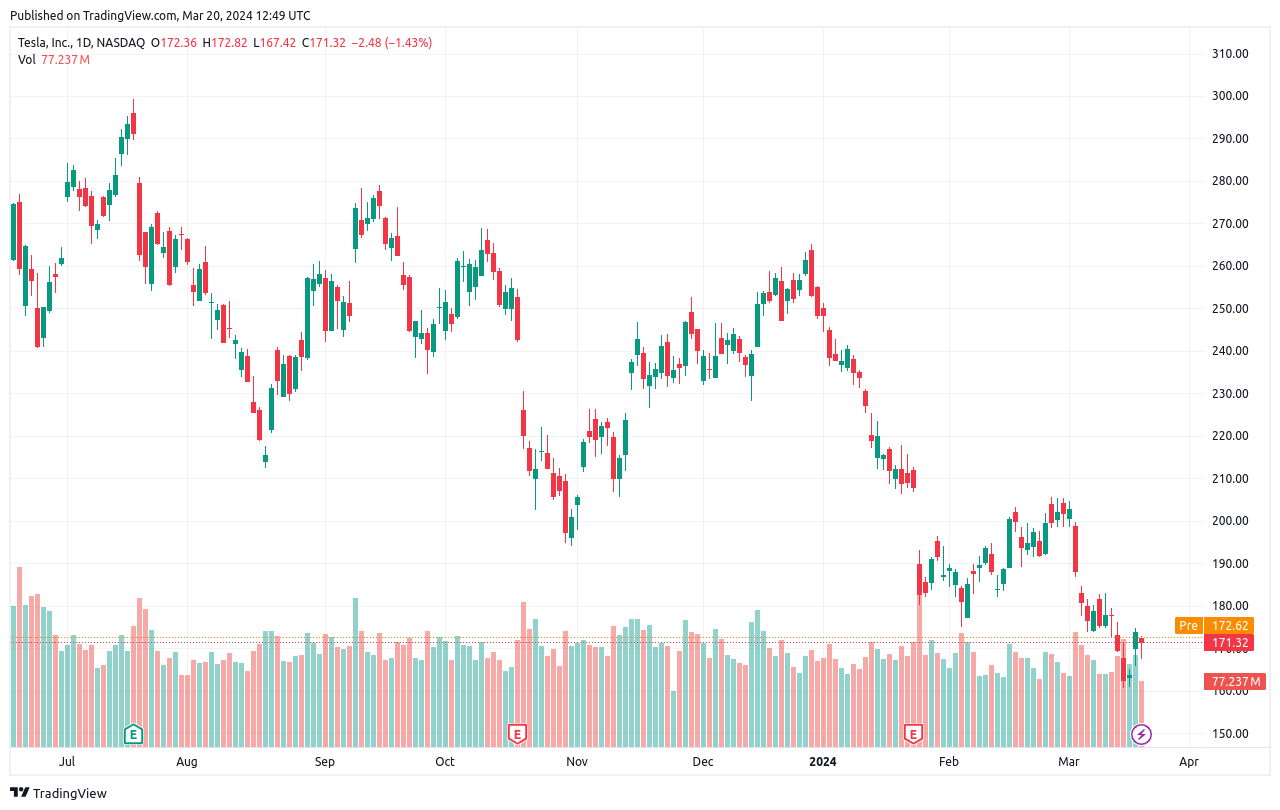 Published on TradingView.com, Mar 20, 2024 12:49 UTC
Tesla, Inc., 1D, NASDAQ O172.36 H172.82 L167.42 C171.32 −2.48 (−1.43%)
Vol 77.237 M
310.00
300.00
290.00
280.00
270.00
260.00
250.00
240.00
230.00
220.00
210.00
200.00
190.00
180.00
Pre 172.62
171.32
77.237 M
160.00
150.00
E E E
Jul Aug Sep Oct Nov Dec 2024 Feb Mar Apr
TradingView